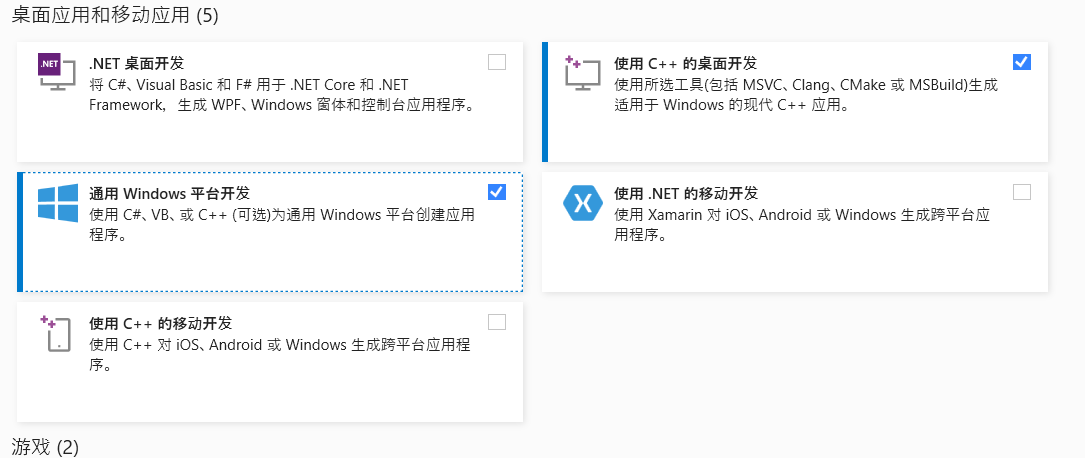 桌面应用和移动应用 (5)
.NET
.NET 桌面开发
将 C#、Visual Basic 和 F# 用于 .NET Core 和 .NET
Framework，生成 WPF、Windows 窗体和控制台应用程序。
使用 C++ 的桌面开发
使用所选工具(包括 MSVC、Clang、CMake 或 MSBuild)生成
适用于 Windows 的现代 C++ 应用。
通用 Windows 平台开发
使用 C#、VB、或 C++ (可选)为通用 Windows 平台创建应用
程序。
使用 .NET 的移动开发
使用 Xamarin 对 iOS、Android 或 Windows 生成跨平台应
用程序。
使用 C++ 的移动开发
使用 C++ 对 iOS、Android 或 Windows 生成跨平台应用程
序。
游戏 (2)